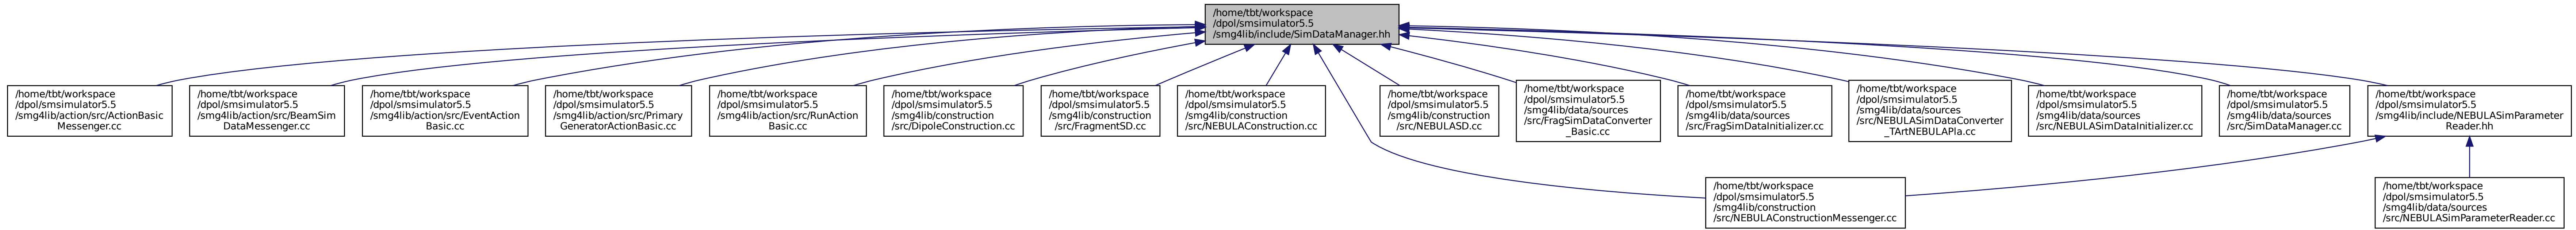 /home/tbt/workspace
/dpol/smsimulator5.5
/smg4lib/include/SimDataManager.hh
/home/tbt/workspace
/dpol/smsimulator5.5
/smg4lib/action/src/ActionBasic
Messenger.cc
/home/tbt/workspace
/dpol/smsimulator5.5
/smg4lib/action/src/BeamSim
DataMessenger.cc
/home/tbt/workspace
/dpol/smsimulator5.5
/smg4lib/action/src/EventAction
Basic.cc
/home/tbt/workspace
/dpol/smsimulator5.5
/smg4lib/action/src/Primary
GeneratorActionBasic.cc
/home/tbt/workspace
/dpol/smsimulator5.5
/smg4lib/action/src/RunAction
Basic.cc
/home/tbt/workspace
/dpol/smsimulator5.5
/smg4lib/construction
/src/DipoleConstruction.cc
/home/tbt/workspace
/dpol/smsimulator5.5
/smg4lib/construction
/src/FragmentSD.cc
/home/tbt/workspace
/dpol/smsimulator5.5
/smg4lib/construction
/src/NEBULAConstruction.cc
/home/tbt/workspace
/dpol/smsimulator5.5
/smg4lib/construction
/src/NEBULASD.cc
/home/tbt/workspace
/dpol/smsimulator5.5
/smg4lib/data/sources
/src/FragSimDataConverter
_Basic.cc
/home/tbt/workspace
/dpol/smsimulator5.5
/smg4lib/data/sources
/src/FragSimDataInitializer.cc
/home/tbt/workspace
/dpol/smsimulator5.5
/smg4lib/data/sources
/src/NEBULASimDataConverter
_TArtNEBULAPla.cc
/home/tbt/workspace
/dpol/smsimulator5.5
/smg4lib/data/sources
/src/NEBULASimDataInitializer.cc
/home/tbt/workspace
/dpol/smsimulator5.5
/smg4lib/data/sources
/src/SimDataManager.cc
/home/tbt/workspace
/dpol/smsimulator5.5
/smg4lib/include/NEBULASimParameter
Reader.hh
/home/tbt/workspace
/dpol/smsimulator5.5
/smg4lib/construction
/src/NEBULAConstructionMessenger.cc
/home/tbt/workspace
/dpol/smsimulator5.5
/smg4lib/data/sources
/src/NEBULASimParameterReader.cc